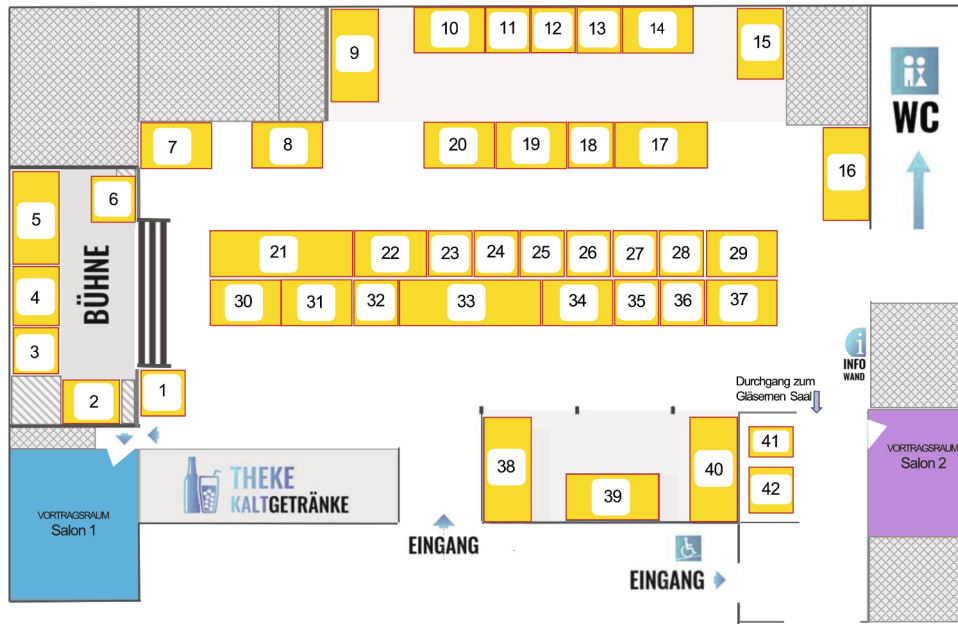 10 11 12 13 14
9 15
WC
7 8 20 19 18 17
16
6
5
4
3
BÜHNE
21 22 23 24 25 26 27 28 29
30 31 32 33 34 35 36 37
i
INFO
WAND
1
2
Durchgang zum
Gläsernen Saal
38 39 40
41
42
THEKE
KALTGETRÄNKE
VORTRAGSRAUM
Salon 1
VORTRAGSRAUM
Salon 2
EINGANG
EINGANG